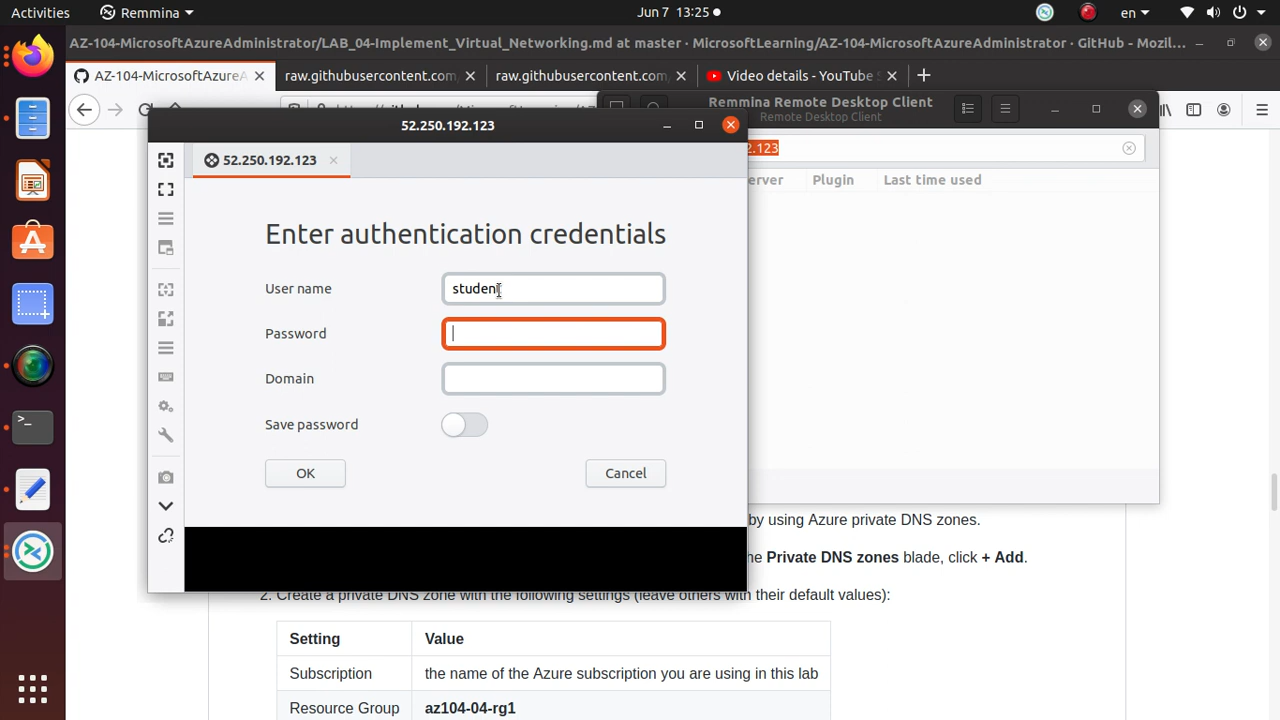 Activities
Remmina
Jun 7 13:25
en
AZ-104-MicrosoftAzureAdministrator/LAB_04-Implement_Virtual_Networking.md at master · MicrosoftLearning/AZ-104-MicrosoftAzureAdministrator · GitHub - Mozil...
AZ-104-MicrosoftAzureA
raw.githubusercontent.com
raw.githubusercontent.com
Video details - YouTube S
Remmina Remote Desktop Client
Remote Desktop Client
2.123
erver
Plugin
Last time used
52.250.192.123
52.250.192.123
Enter authentication credentials
User name
student
Password
Domain
Save password
OK
Cancel
by using Azure private DNS zones.
he Private DNS zones blade, click + Add.
2. Create a private DNS zone with the following settings (leave others with their default values):
Setting Value
Subscription the name of the Azure subscription you are using in this lab
Resource Group az104-04-rg1